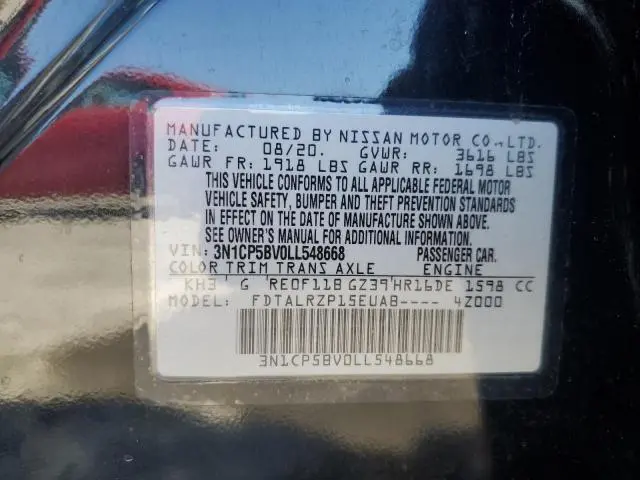 MANUFACTURED BY NISSAN MOTOR CO., LTD.
DATE: 08/20. GVWR: 3616 LBS
GAWR FR: 1918 LBS GAWR RR: 1698 LBS
THIS VEHICLE CONFORMS TO ALL APPLICABLE FEDERAL MOTOR
VEHICLE SAFETY, BUMPER AND THEFT PREVENTION STANDARDS
IN EFFECT ON THE DATE OF MANUFACTURE SHOWN ABOVE.
SEE OWNER'S MANUAL FOR ADDITIONAL INFORMATION.
VIN: 3N1CP5BV0LL548668 PASSENGER CAR.
COLOR TRIM TRANS AXLE ENGINE
KH3 G RE0F11B GZ39 HR16DE 1598 CC
MODEL: FDTALRZP15EUA8---- 4Z000
3N1CP5BV0LL548668